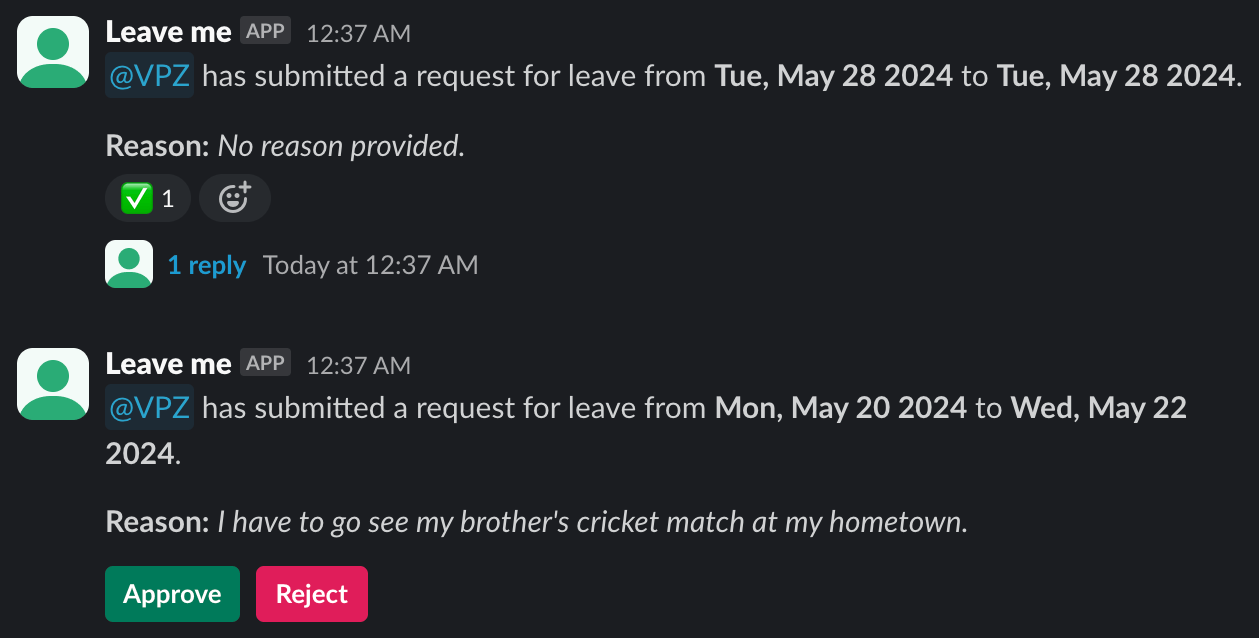 Leave me APP 12:37 AM
@VPZ has submitted a request for leave from Tue, May 28 2024 to Tue, May 28 2024.
Reason: No reason provided.
✅ 1
1 reply Today at 12:37 AM
Leave me APP 12:37 AM
@VPZ has submitted a request for leave from Mon, May 20 2024 to Wed, May 22
2024.
Reason: I have to go see my brother's cricket match at my hometown.
Approve Reject